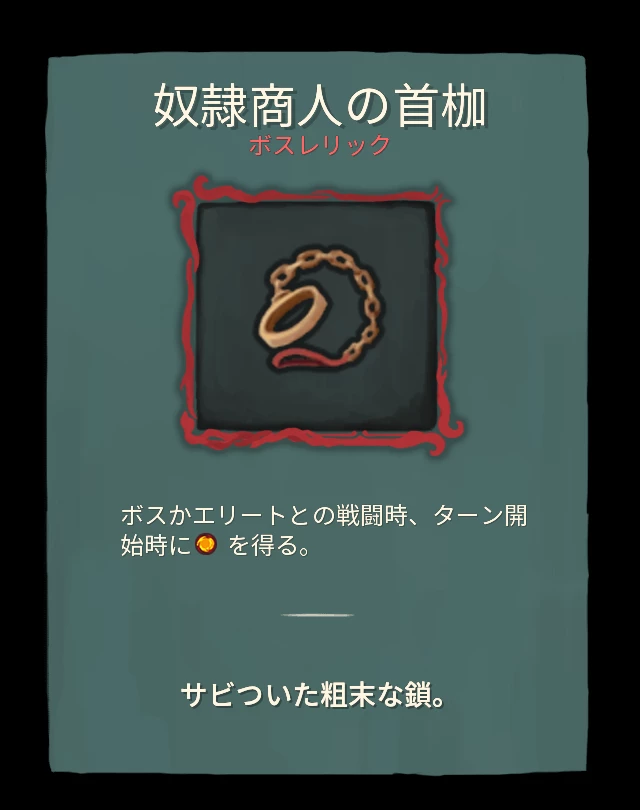 奴隷商人の首枷
ボスレリック
ボスかエリートとの戦闘時、ターン開
始時に を得る。
サビついた粗末な鎖。